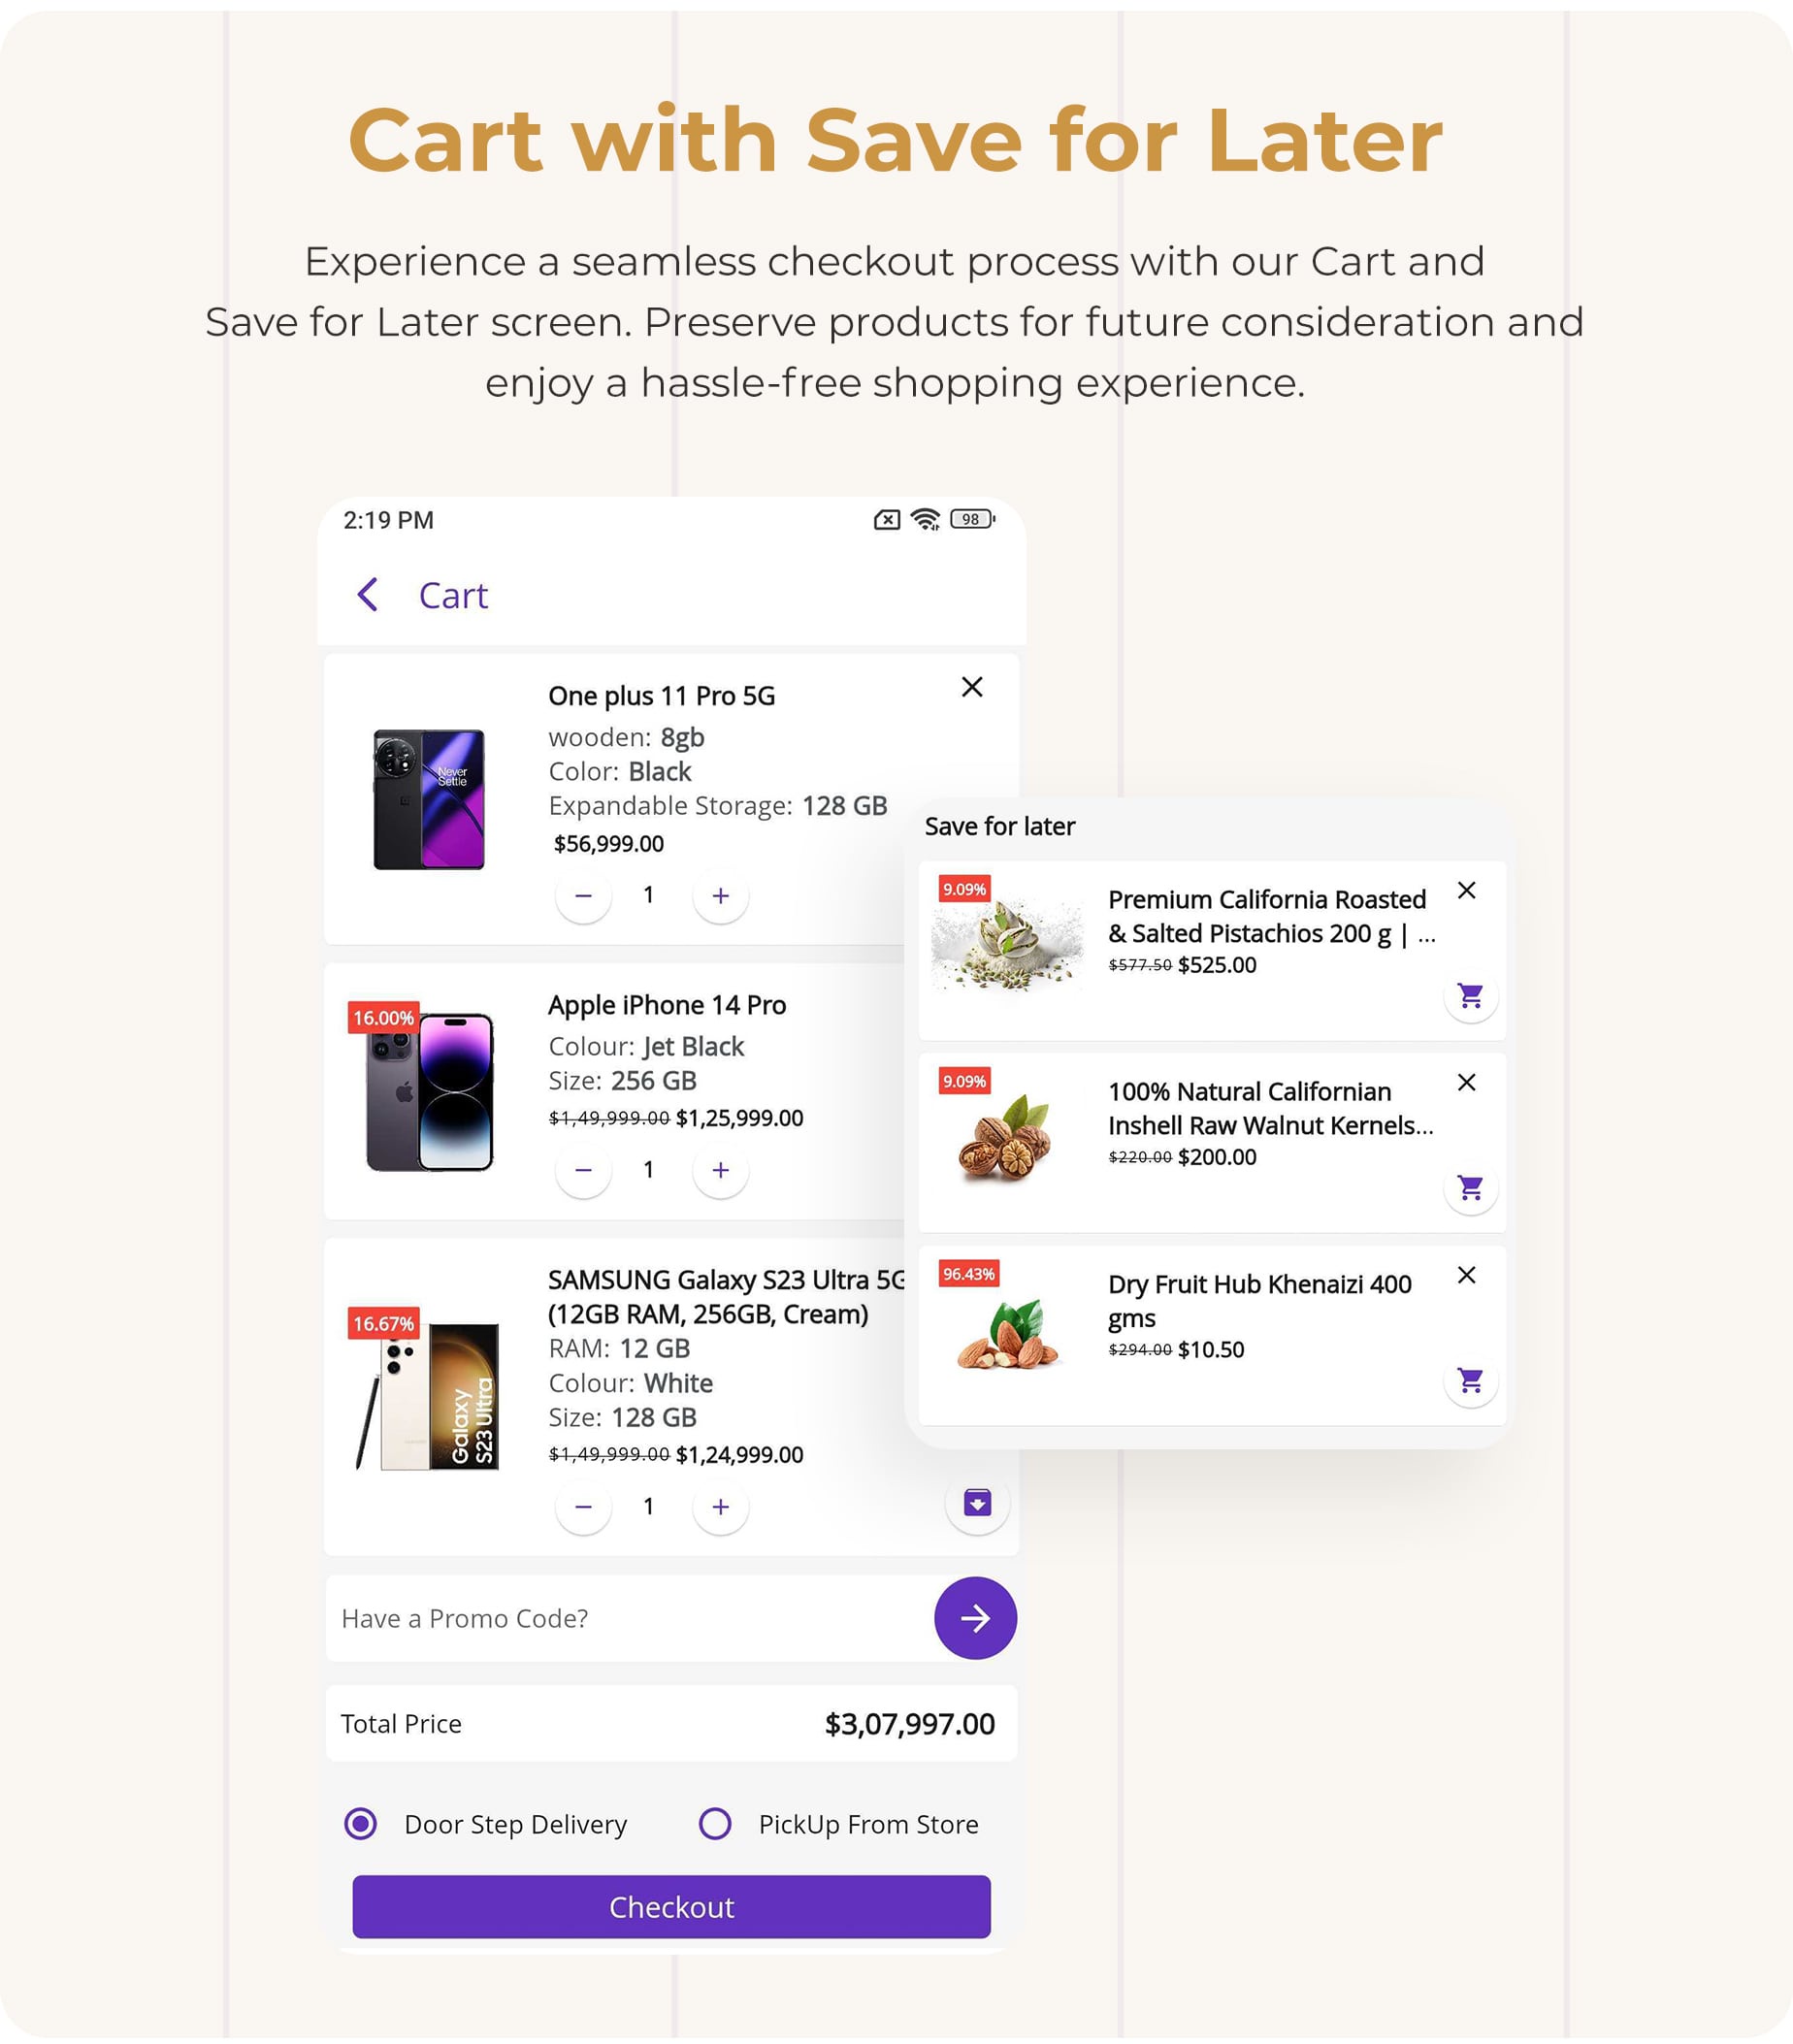 Cart with Save for Later
Experience a seamless checkout process with our Cart and
Save for Later screen. Preserve products for future consideration and
enjoy a hassle-free shopping experience.
2:19 PM
98
Cart
One plus 11 Pro 5G
wooden: 8gb
Color: Black
Expandable Storage: 128 GB
$56,999.00
1
Never
Settle
16.00%
Apple iPhone 14 Pro
Colour: Jet Black
Size: 256 GB
$1,49,999.00 $1,25,999.00
1
16.67%
SAMSUNG Galaxy S23 Ultra 5G
(12GB RAM, 256GB, Cream)
RAM: 12 GB
Colour: White
Size: 128 GB
$1,49,999.00 $1,24,999.00
1
Galaxy
S23 Ultra
Have a Promo Code?
Total Price $3,07,997.00
Door Step Delivery PickUp From Store
Checkout
Save for later
9.09%
Premium California Roasted
& Salted Pistachios 200 g | ...
$577.50 $525.00
9.09%
100% Natural Californian
Inshell Raw Walnut Kernels...
$220.00 $200.00
96.43%
Dry Fruit Hub Khenaizi 400
gms
$294.00 $10.50